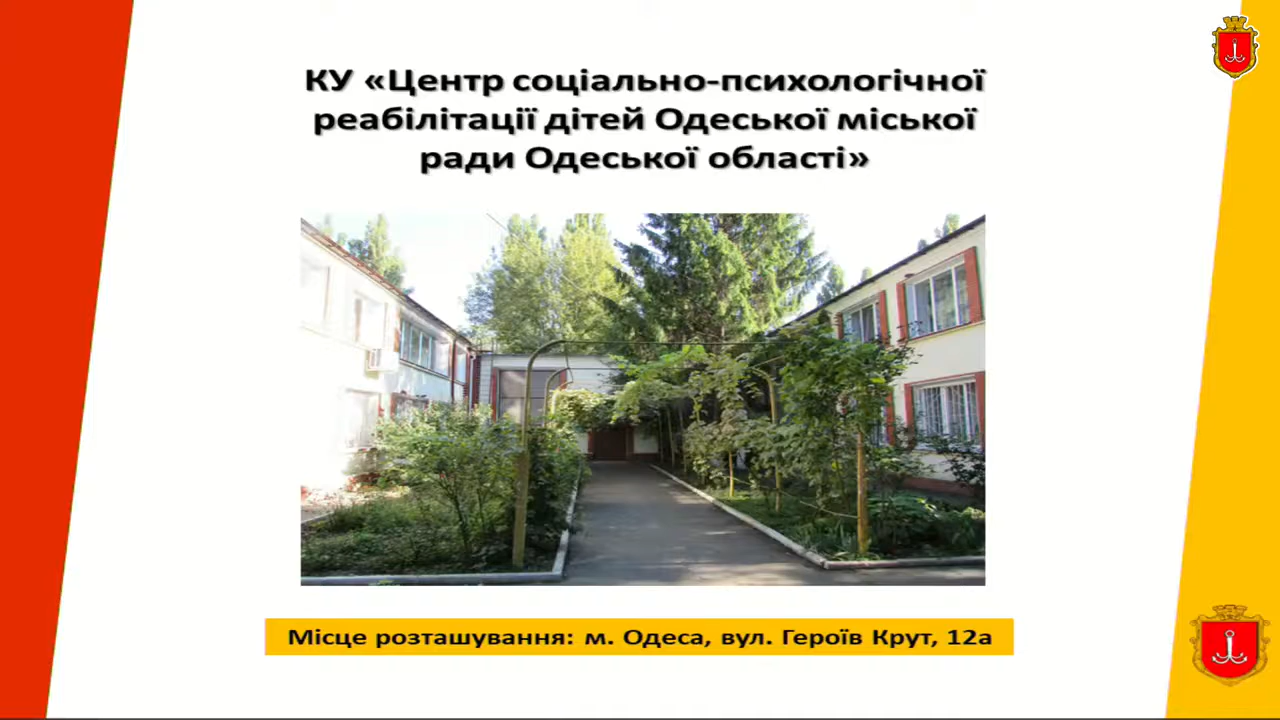 КУ «Центр соціально-психологічної
реабілітації дітей Одеської міської
ради Одеської області»
Місце розташування: м. Одеса, вул. Героїв Крут, 12а